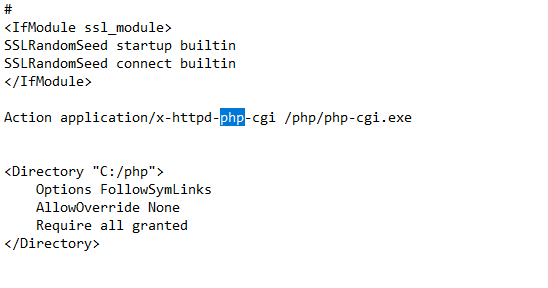 #
<IfModule ssl_module>
SSLRandomSeed startup builtin
SSLRandomSeed connect builtin
</IfModule>
Action application/x-httpd-php-cgi /php/php-cgi.exe
<Directory "C:/php">
Options FollowSymLinks
AllowOverride None
Require all granted
</Directory>